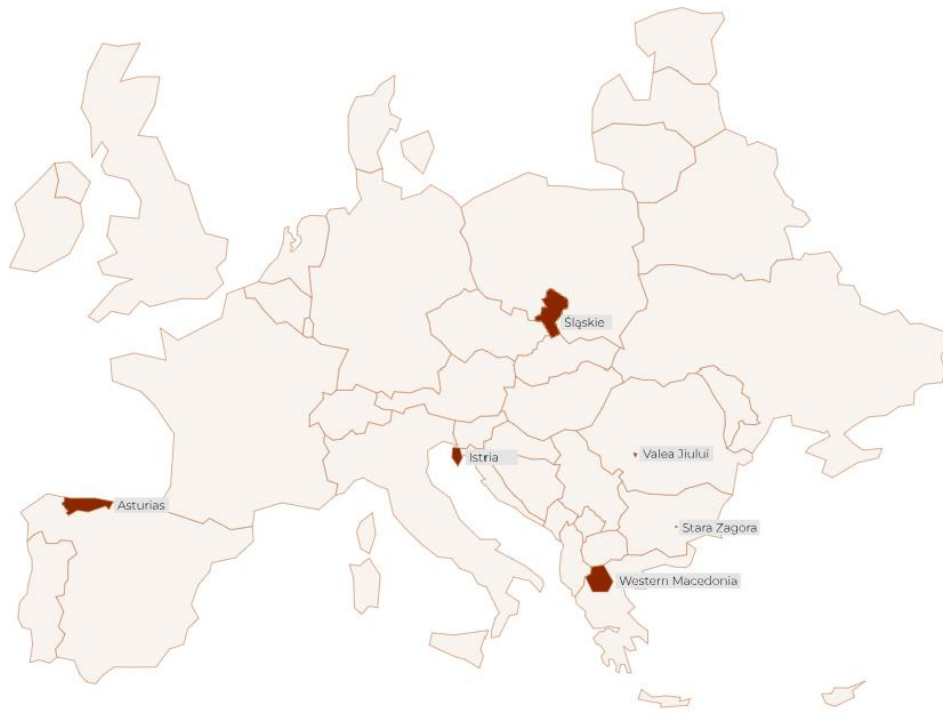 Śląskie
Istria
Valea Jiului
Asturias
Stara Zagora
Western Macedonia